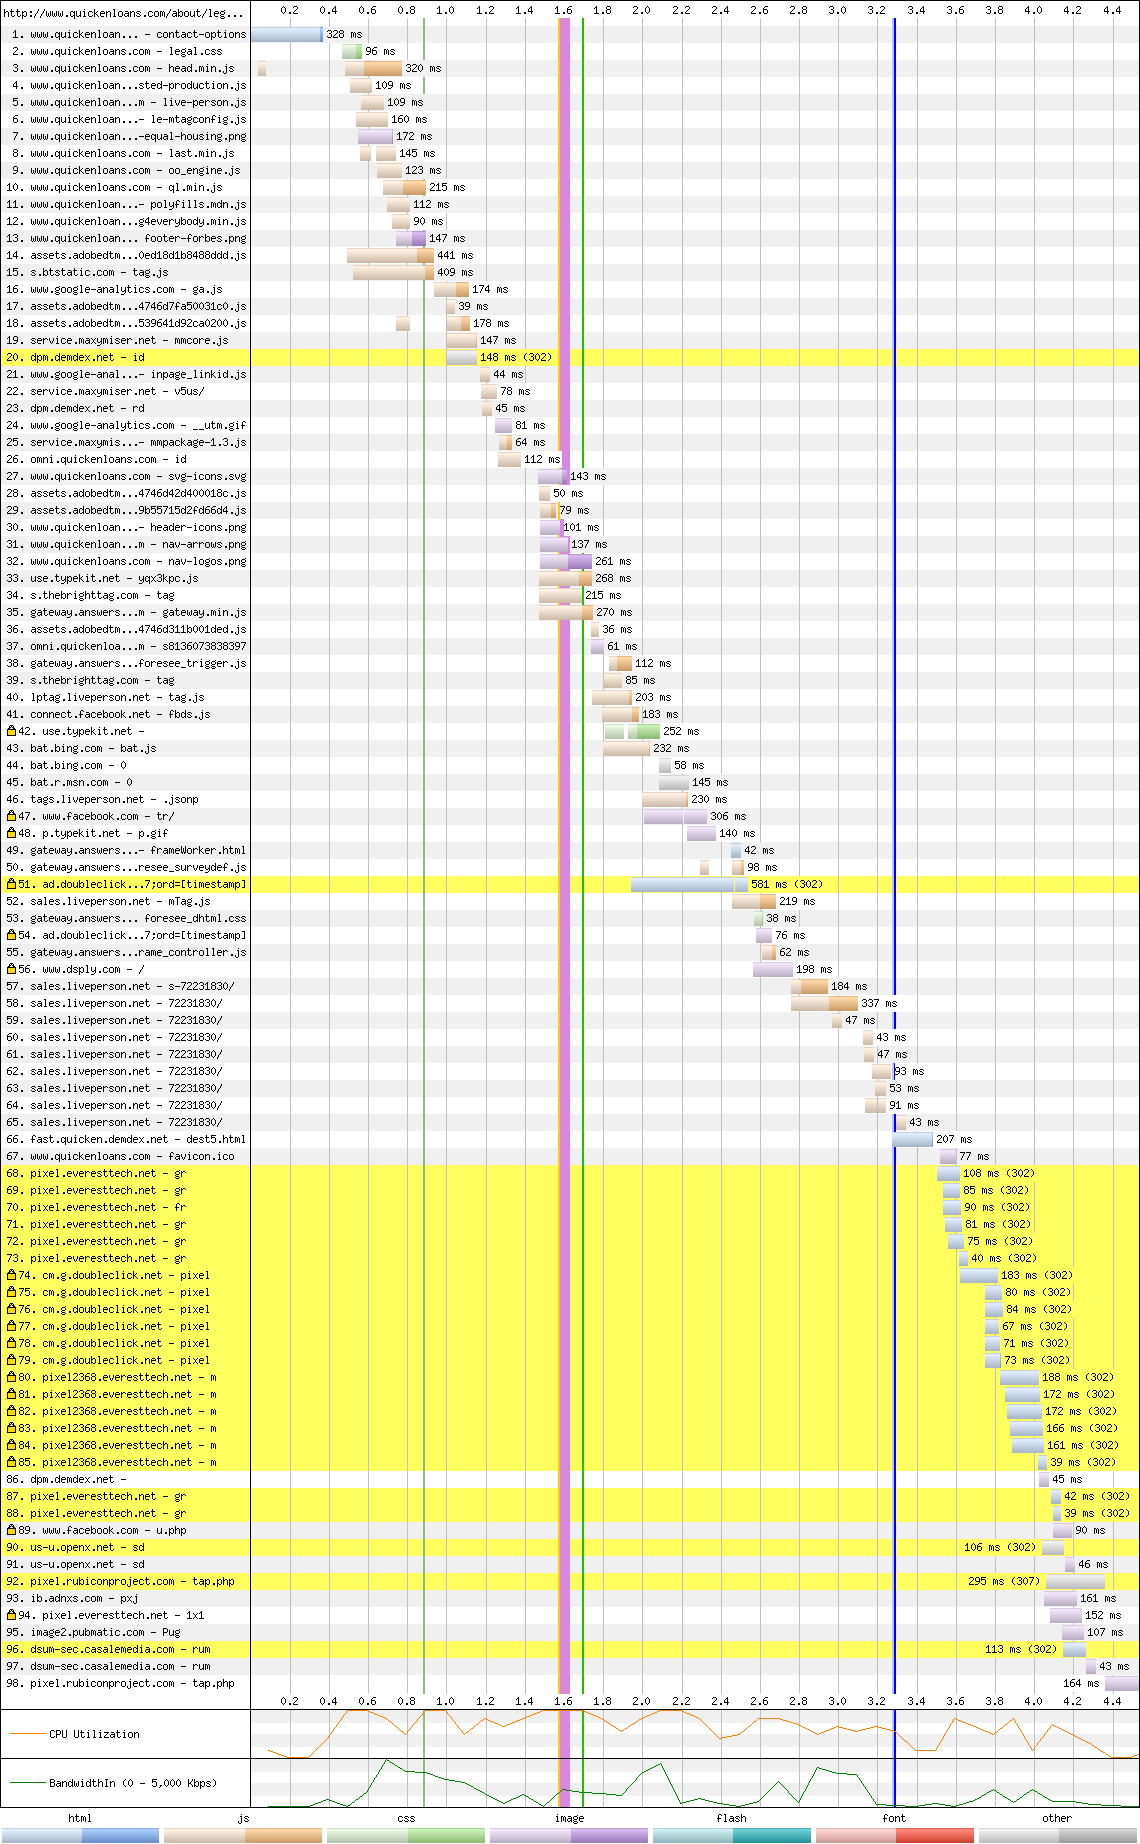 http://www.quickenloans.com/about/leg... 0.2 0.4 0.6 0.8 1.0 1.2 1.4 1.6 1.8 2.0 2.2 2.4 2.6 2.8 3.0 3.2 3.4 3.6 3.8 4.0 4.2 4.4
1. www.quickenloan... - contact-options 328 ms
2. www.quickenloans.com - legal.css 96 ms
3. www.quickenloans.com - head.min.js 320 ms
4. www.quickenloan...sted-production.js 109 ms
5. www.quickenloan...m - live-person.js 109 ms
6. www.quickenloan...- le-mtagconfig.js 160 ms
7. www.quickenloan...-equal-housing.png 172 ms
8. www.quickenloans.com - last.min.js 145 ms
9. www.quickenloans.com - oo_engine.js 123 ms
10. www.quickenloans.com - ql.min.js 215 ms
11. www.quickenloan...- polyfills.mdn.js 112 ms
12. www.quickenloan...g4everybody.min.js 90 ms
13. www.quickenloan... footer-forbes.png 147 ms
14. assets.adobedtm...0ed18d1b8488ddd.js 441 ms
15. s.btstatic.com - tag.js 409 ms
16. www.google-analytics.com - ga.js 174 ms
17. assets.adobedtm...4746d7fa50031c0.js 39 ms
18. assets.adobedtm...539641d92ca0200.js 178 ms
19. service.maxymiser.net - mmcore.js 147 ms
20. dpm.demdex.net - id 148 ms (302)
21. www.google-anal...- inpage_linkid.js 44 ms
22. service.maxymiser.net - v5us/ 78 ms
23. dpm.demdex.net - rd 45 ms
24. www.google-analytics.com - __utm.gif 81 ms
25. service.maxymis...- mmpackage-1.3.js 64 ms
26. omni.quickenloans.com - id 112 ms
27. www.quickenloans.com - svg-icons.svg 143 ms
28. assets.adobedtm...4746d42d400018c.js 50 ms
29. assets.adobedtm...9b55715d2fd66d4.js 79 ms
30. www.quickenloan...- header-icons.png 101 ms
31. www.quickenloan...m - nav-arrows.png 137 ms
32. www.quickenloans.com - nav-logos.png 261 ms
33. use.typekit.net - yqx3kpc.js 268 ms
34. s.thebrighttag.com - tag 215 ms
35. gateway.answers...m - gateway.min.js 270 ms
36. assets.adobedtm...4746d311b001ded.js 36 ms
37. omni.quickenloa...m - s8136073838397 61 ms
38. gateway.answers...foresee_trigger.js 112 ms
39. s.thebrighttag.com - tag 85 ms
40. lptag.liveperson.net - tag.js 203 ms
41. connect.facebook.net - fbds.js 183 ms
42. use.typekit.net - 252 ms
43. bat.bing.com - bat.js 232 ms
44. bat.bing.com - 0 58 ms
45. bat.r.msn.com - 0 145 ms
46. tags.liveperson.net - .jsonp 230 ms
47. www.facebook.com - tr/ 306 ms
48. p.typekit.net - p.gif 140 ms
49. gateway.answers...- frameWorker.html 42 ms
50. gateway.answers...resee_surveydef.js 98 ms
51. ad.doubleclick...7;ord=[timestamp] 581 ms (302)
52. sales.liveperson.net - mTag.js 219 ms
53. gateway.answers... foresee_dhtml.css 38 ms
54. ad.doubleclick...7;ord=[timestamp] 76 ms
55. gateway.answers...rame_controller.js 62 ms
56. www.dsply.com - / 198 ms
57. sales.liveperson.net - s-72231830/ 184 ms
58. sales.liveperson.net - 72231830/ 337 ms
59. sales.liveperson.net - 72231830/ 47 ms
60. sales.liveperson.net - 72231830/ 43 ms
61. sales.liveperson.net - 72231830/ 47 ms
62. sales.liveperson.net - 72231830/ 93 ms
63. sales.liveperson.net - 72231830/ 53 ms
64. sales.liveperson.net - 72231830/ 91 ms
65. sales.liveperson.net - 72231830/ 43 ms
66. fast.quicken.demdex.net - dest5.html 207 ms
67. www.quickenloans.com - favicon.ico 77 ms
68. pixel.everesttech.net - gr 108 ms (302)
69. pixel.everesttech.net - gr 85 ms (302)
70. pixel.everesttech.net - fr 90 ms (302)
71. pixel.everesttech.net - gr 81 ms (302)
72. pixel.everesttech.net - gr 75 ms (302)
73. pixel.everesttech.net - gr 40 ms (302)
74. cm.g.doubleclick.net - pixel 183 ms (302)
75. cm.g.doubleclick.net - pixel 80 ms (302)
76. cm.g.doubleclick.net - pixel 84 ms (302)
77. cm.g.doubleclick.net - pixel 67 ms (302)
78. cm.g.doubleclick.net - pixel 71 ms (302)
79. cm.g.doubleclick.net - pixel 73 ms (302)
80. pixel2368.everesttech.net - m 188 ms (302)
81. pixel2368.everesttech.net - m 172 ms (302)
82. pixel2368.everesttech.net - m 172 ms (302)
83. pixel2368.everesttech.net - m 166 ms (302)
84. pixel2368.everesttech.net - m 161 ms (302)
85. pixel2368.everesttech.net - m 39 ms (302)
86. dpm.demdex.net - 45 ms
87. pixel.everesttech.net - gr 42 ms (302)
88. pixel.everesttech.net - gr 39 ms (302)
89. www.facebook.com - u.php 90 ms
90. us-u.openx.net - sd 106 ms (302)
91. us-u.openx.net - sd 46 ms
92. pixel.rubiconproject.com - tap.php 295 ms (307)
93. ib.adnxs.com - pxj 161 ms
94. pixel.everesttech.net - 1x1 152 ms
95. image2.pubmatic.com - Pug 107 ms
96. dsum-sec.casalemedia.com - rum 113 ms (302)
97. dsum-sec.casalemedia.com - rum 43 ms
98. pixel.rubiconproject.com - tap.php 164 ms
0.2 0.4 0.6 0.8 1.0 1.2 1.4 1.6 1.8 2.0 2.2 2.4 2.6 2.8 3.0 3.2 3.4 3.6 3.8 4.0 4.2 4.4
CPU Utilization
BandwidthIn (0 - 5,000 Kbps)
html js css image flash font other